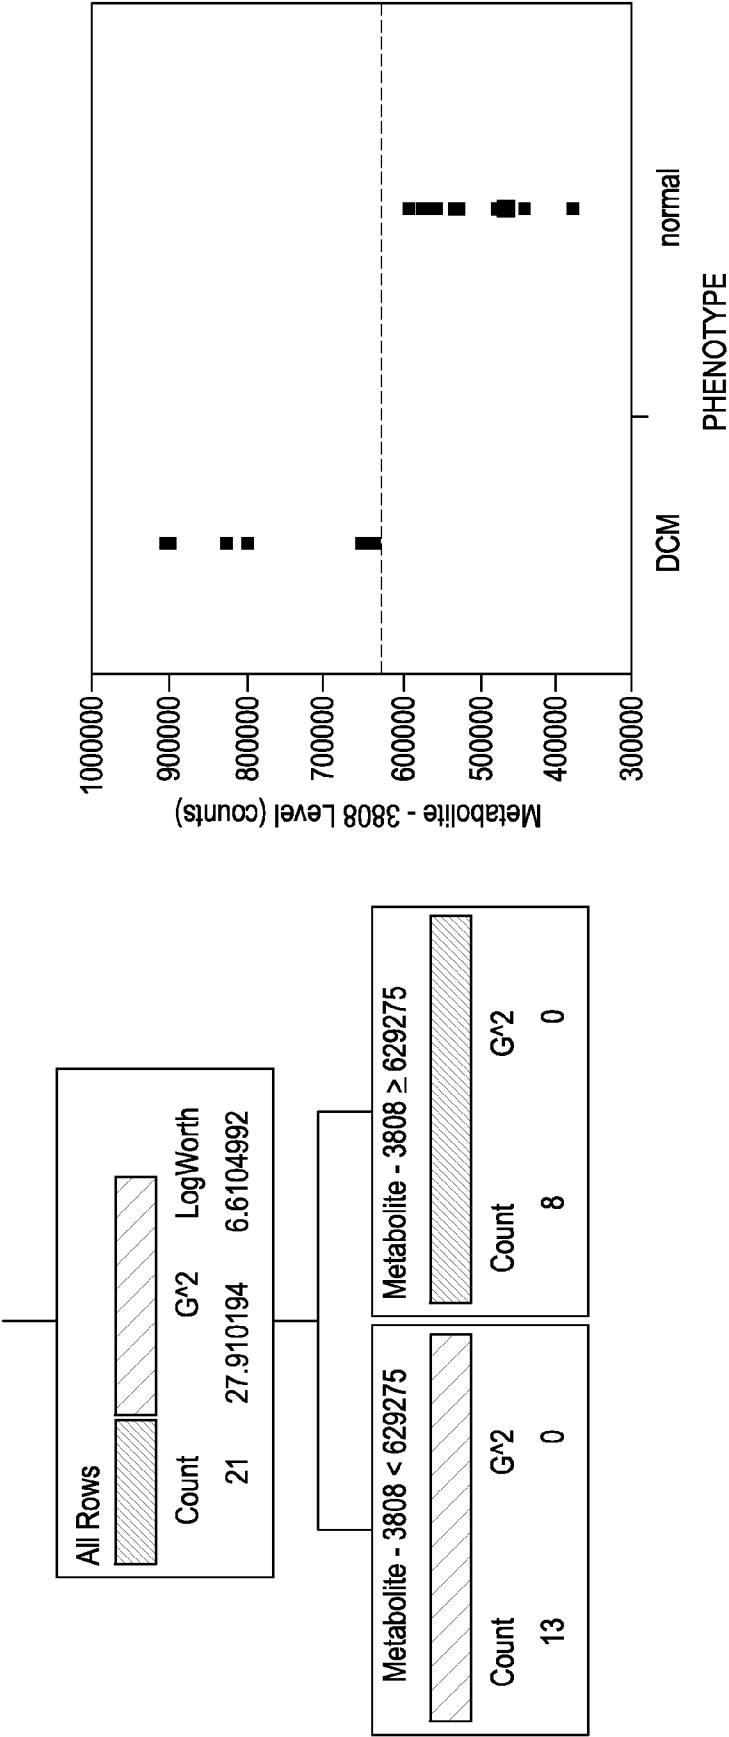 All Rows
Count G^2 LogWorth
21 27.910194 6.6104992
Metabolite - 3808 < 629275
Count G^2
13 0
Metabolite - 3808 ≥ 629275
Count G^2
8 0
Metabolite - 3808 Level (counts)
1000000
900000
800000
700000
600000
500000
400000
300000
DCM normal
PHENOTYPE